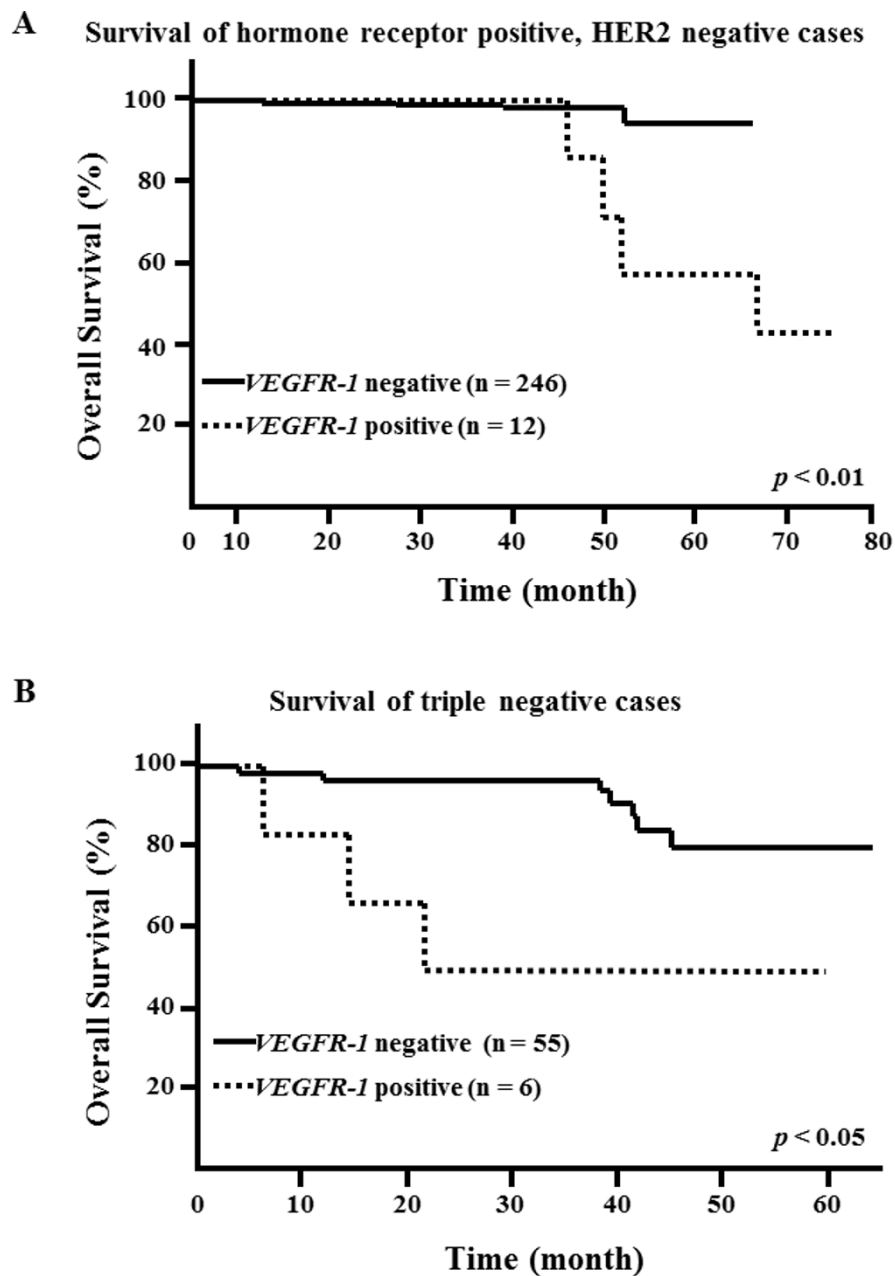 A
Survival of hormone receptor positive, HER2 negative cases
Overall Survival (%)
100
80
60
40
20
VEGFR-1 negative (n = 246)
VEGFR-1 positive (n = 12)
p < 0.01
0 10 20 30 40 50 60 70 80
Time (month)
B
Survival of triple negative cases
Overall Survival (%)
100
80
60
40
20
VEGFR-1 negative (n = 55)
VEGFR-1 positive (n = 6)
p < 0.05
0 10 20 30 40 50 60
Time (month)